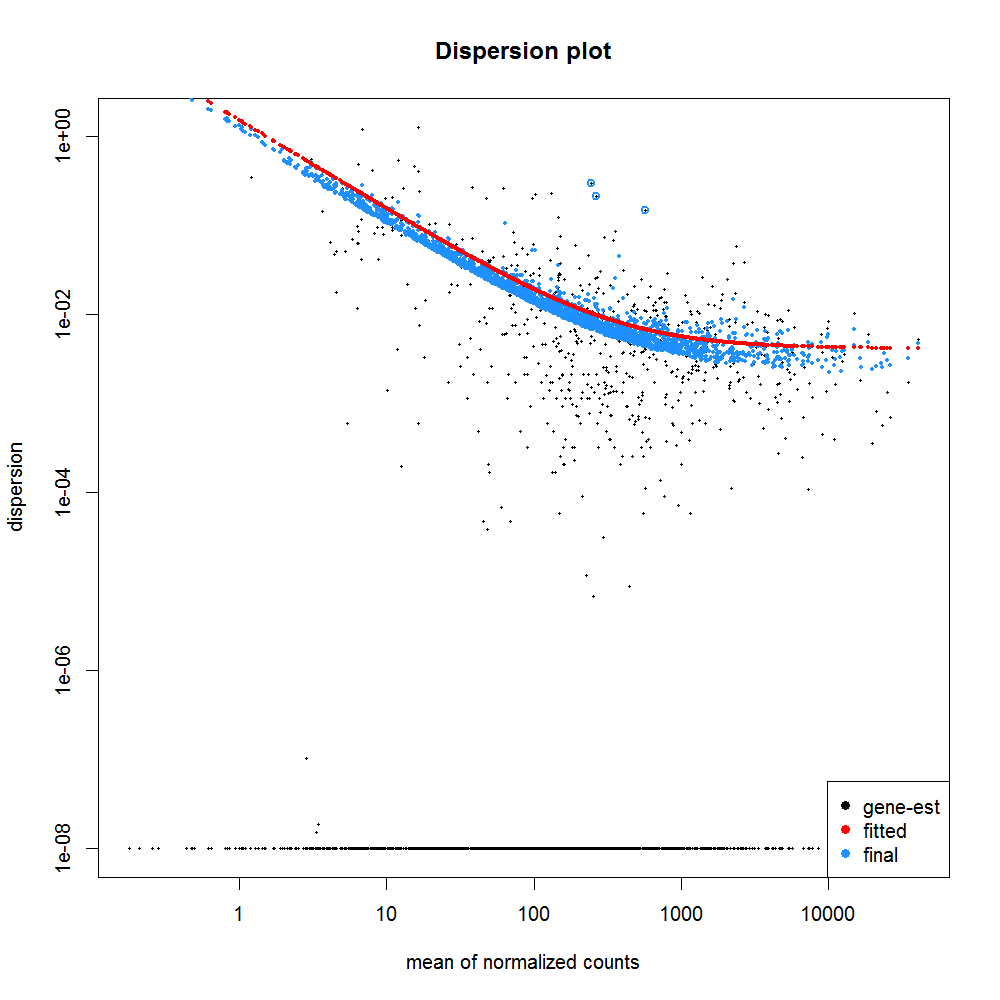 Dispersion plot
dispersion
1e+00
1e-02
1e-04
1e-06
1e-08
gene-est
fitted
final
1
10
100
1000
10000
mean of normalized counts